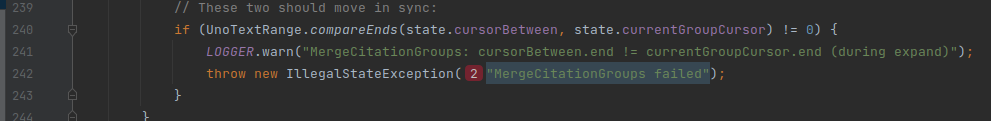 239 // These two should move in sync:
240 if (UnoTextRange.compareEnds(state.cursorBetween, state.currentGroupCursor) != 0) {
241 LOGGER.warn("MergeCitationGroups: cursorBetween.end != currentGroupCursor.end (during expand)");
242 throw new IllegalStateException( 2 "MergeCitationGroups failed");
243 }
244 }